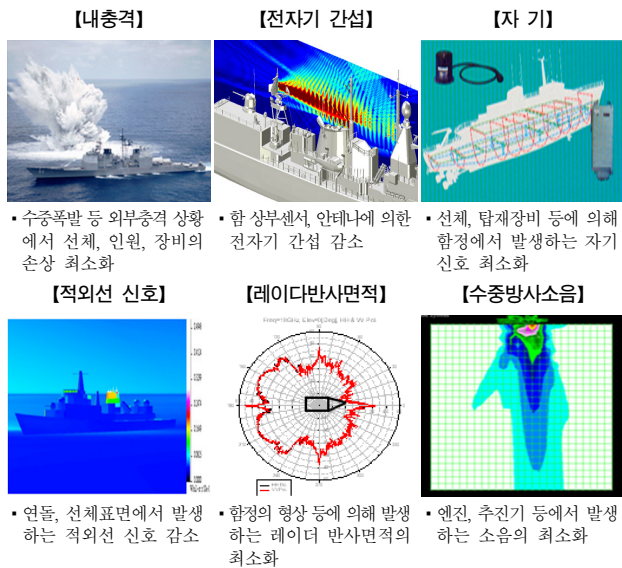 【내충격】
【전자기 간섭】
【자 기】
▪ 수중폭발 등 외부충격 상황
에서 선체, 인원, 장비의
손상 최소화
▪ 함 상부센서, 안테나에 의한
전자기 간섭 감소
▪ 선체, 탑재장비 등에 의해
함정에서 발생하는 자기
신호 최소화
【적외선 신호】
【레이다반사면적】
【수중방사소음】
Freq=10GHz, Elev=0[deg], HH & VV Pol.
▪ 연돌, 선체표면에서 발생
하는 적외선 신호 감소
▪ 함정의 형상 등에 의해 발생
하는 레이더 반사면적의
최소화
▪ 엔진, 추진기 등에서 발생
하는 소음의 최소화